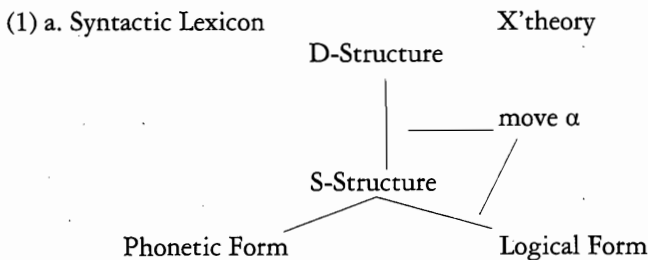 (1) a. Syntactic Lexicon X'theory
D-Structure
move α
S-Structure
Phonetic Form Logical Form